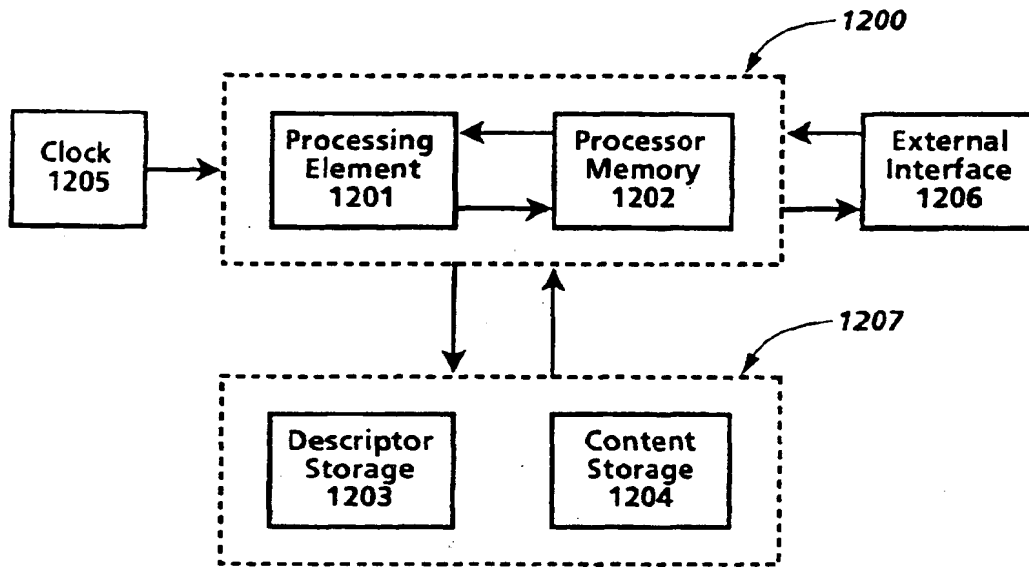 1200
Clock
1205
Processing
Element
1201
Processor
Memory
1202
External
Interface
1206
1207
Descriptor
Storage
1203
Content
Storage
1204